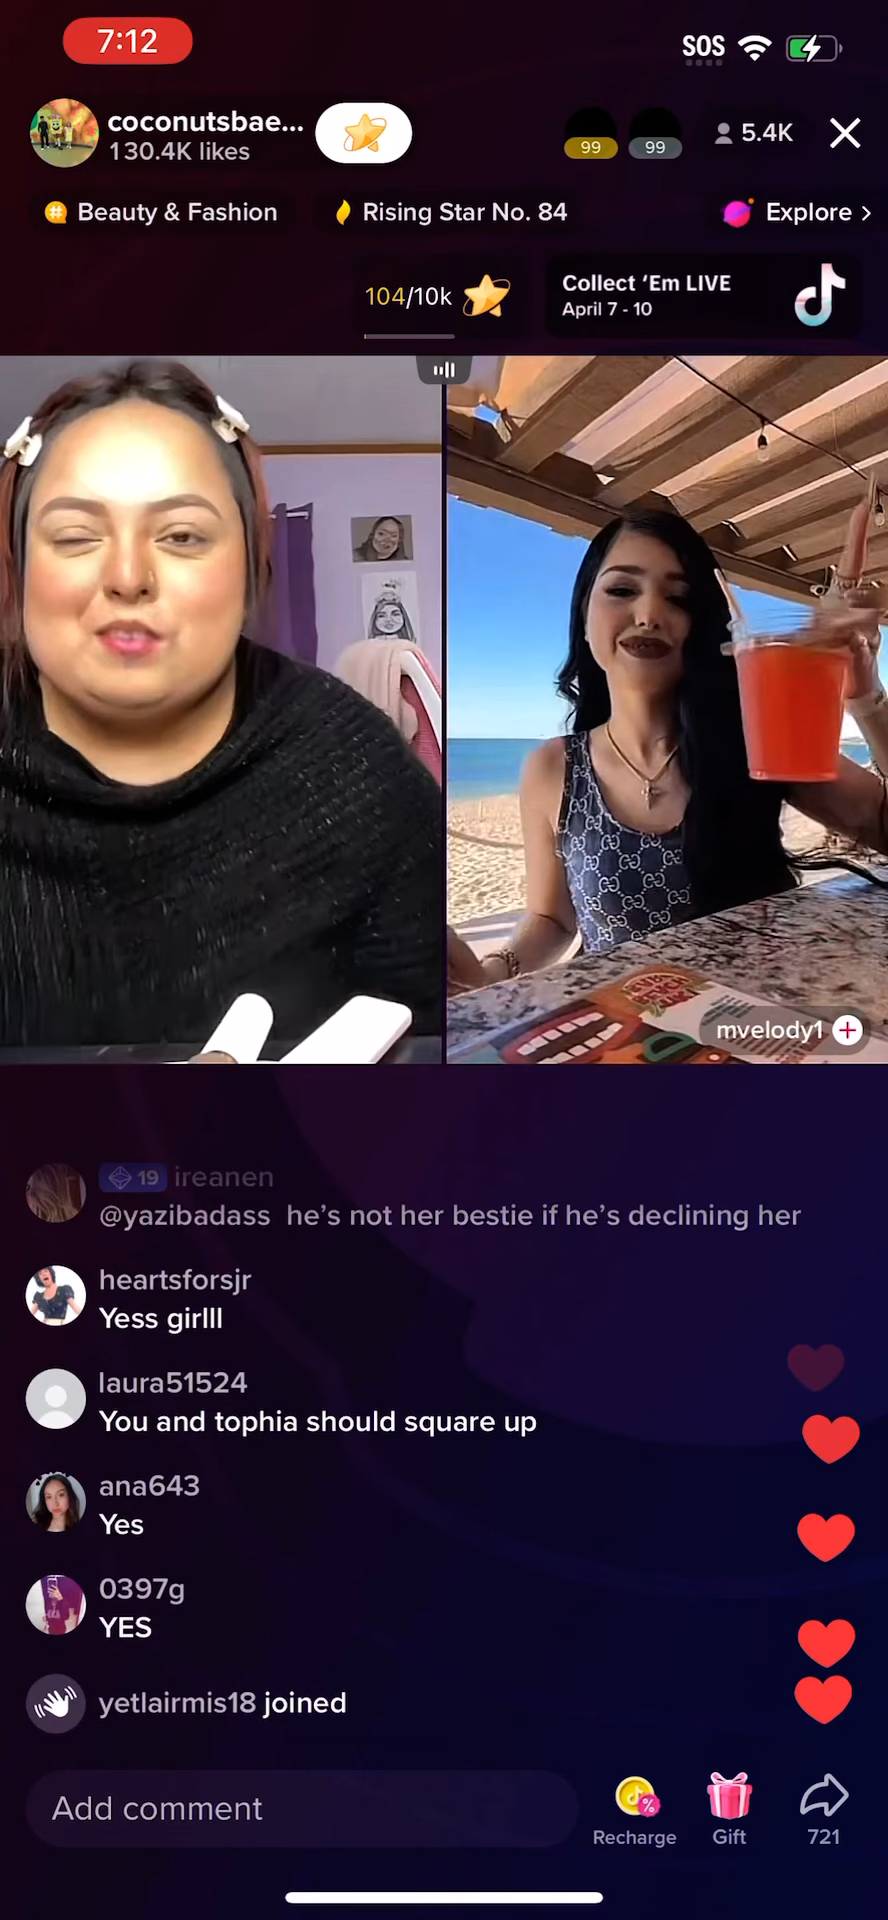 7:12
SOS
coconutsbae...
130.4K likes
99
99
5.4K
Beauty & Fashion
Rising Star No. 84
Explore >
104/10k
Collect ‘Em LIVE
April 7 - 10
mvelody1
19 ireanen
@yazibadass he’s not her bestie if he’s declining her
heartsforsjr
Yess girlll
laura51524
You and tophia should square up
ana643
Yes
0397g
YES
yetlairmis18 joined
Add comment
Recharge
Gift
721